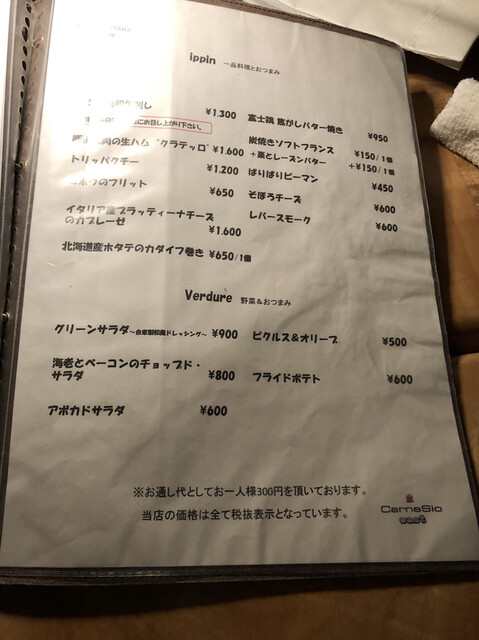 ippin 一品料理とおつまみ
刺し ¥1.300
にお召し上がり下さい。
の生ハム "クラテッロ" ¥1.600
トリッパクチー ¥1.200
のフリット ¥650
イタリア産ブラッティーナチーズ
のカプレーゼ ¥1.600
北海道産ホタテのカダイフ巻き ¥650/1個
富士鶏 焦がしバター焼き ¥950
炭焼きソフトフランス ¥150/1個
+栗とレーズンバター +¥150/1個
ぱりぱりピーマン ¥450
そぼろチーズ ¥600
レバースモーク ¥600
Verdure 野菜&おつまみ
グリーンサラダ~自家製和風ドレッシング~ ¥900
海老とベーコンのチョップド・
サラダ ¥800
アボカドサラダ ¥600
ピクルス&オリーブ ¥500
フライドポテト ¥600
※お通し代としてお一人様300円を頂いております。
当店の価格は全て税抜表示となっています。
CarneSio
east